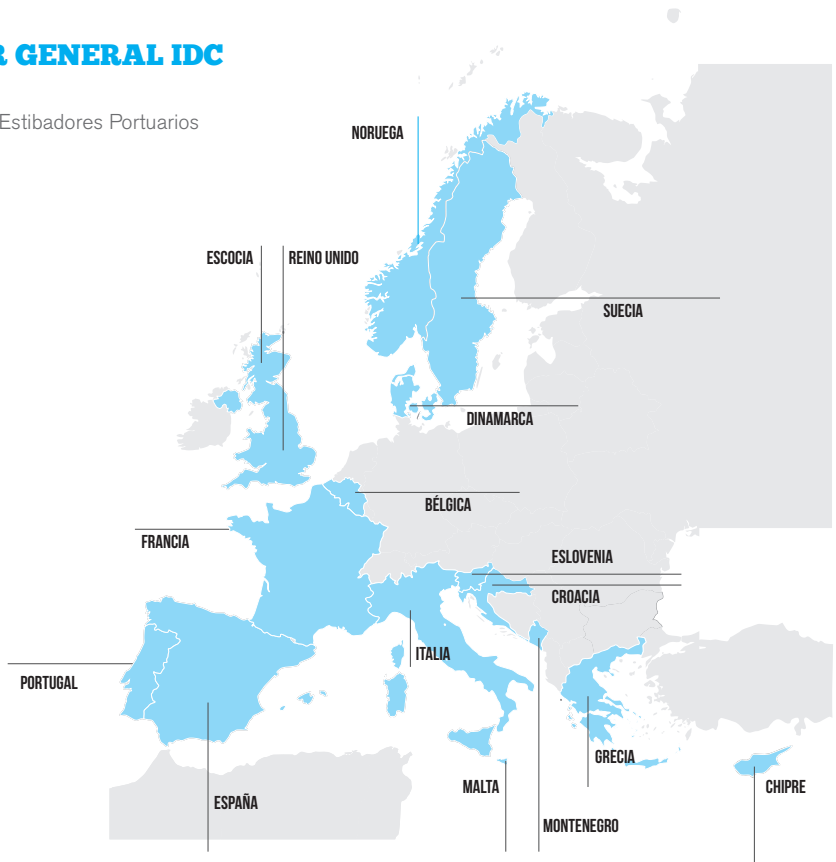 GENERAL IDC
Estibadores Portuarios
NORUEGA
ESCOCIA
REINO UNIDO
SUECIA
DINAMARCA
BÉLGICA
FRANCIA
ESLOVENIA
CROACIA
ITALIA
PORTUGAL
GRECIA
MALTA
CHIPRE
ESPAÑA
MONTENEGRO